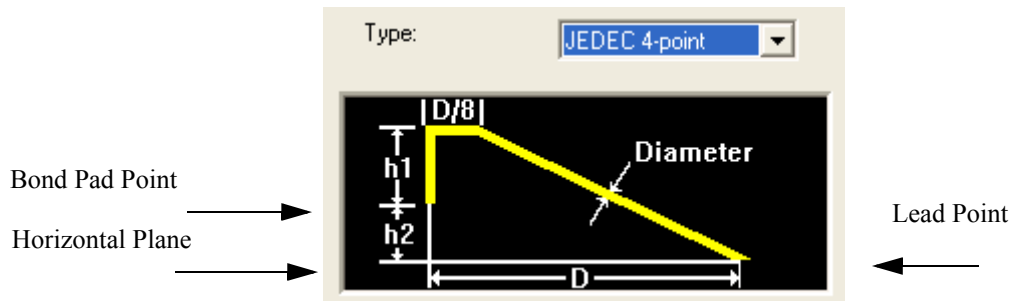 Type: JEDEC 4-point
D/8
Diameter
h1
Bond Pad Point
Lead Point
h2
Horizontal Plane
D